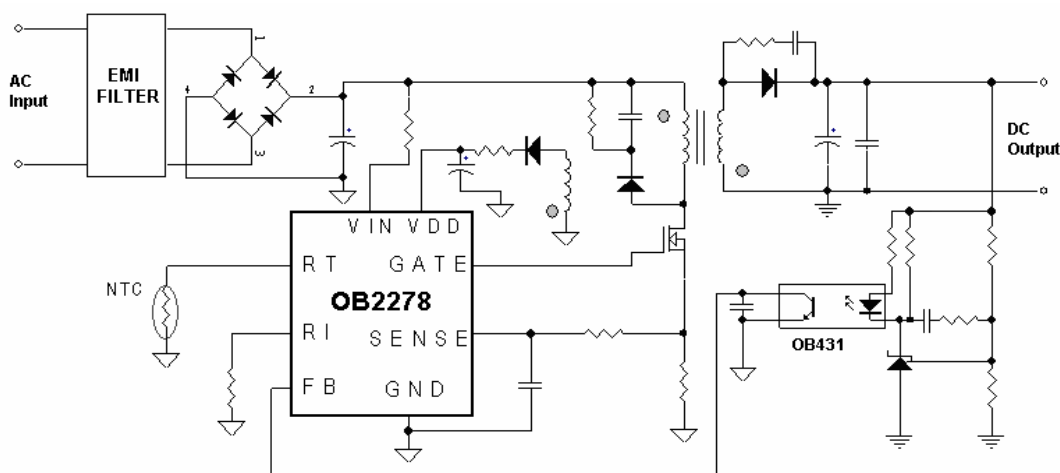 AC
Input
EMI
FILTER
1
4
2
3
DC
Output
VIN VDD
RT GATE
NTC
OB2278
RI SENSE
FB GND
OB431